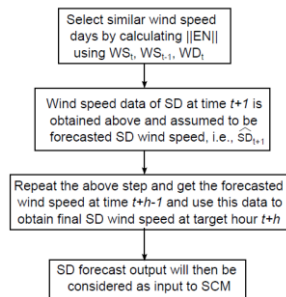 Select similar wind speed
days by calculating ||EN||
using WSₜ, WSₜ₋₁, WDₜ
Wind speed data of SD at time t+1 is
obtained above and assumed to be
forecasted SD wind speed, i.e., SD̂ₜ₊₁
Repeat the above step and get the forecasted
wind speed at time t+h-1 and use this data to
obtain final SD wind speed at target hour t+h
SD forecast output will then be
considered as input to SCM